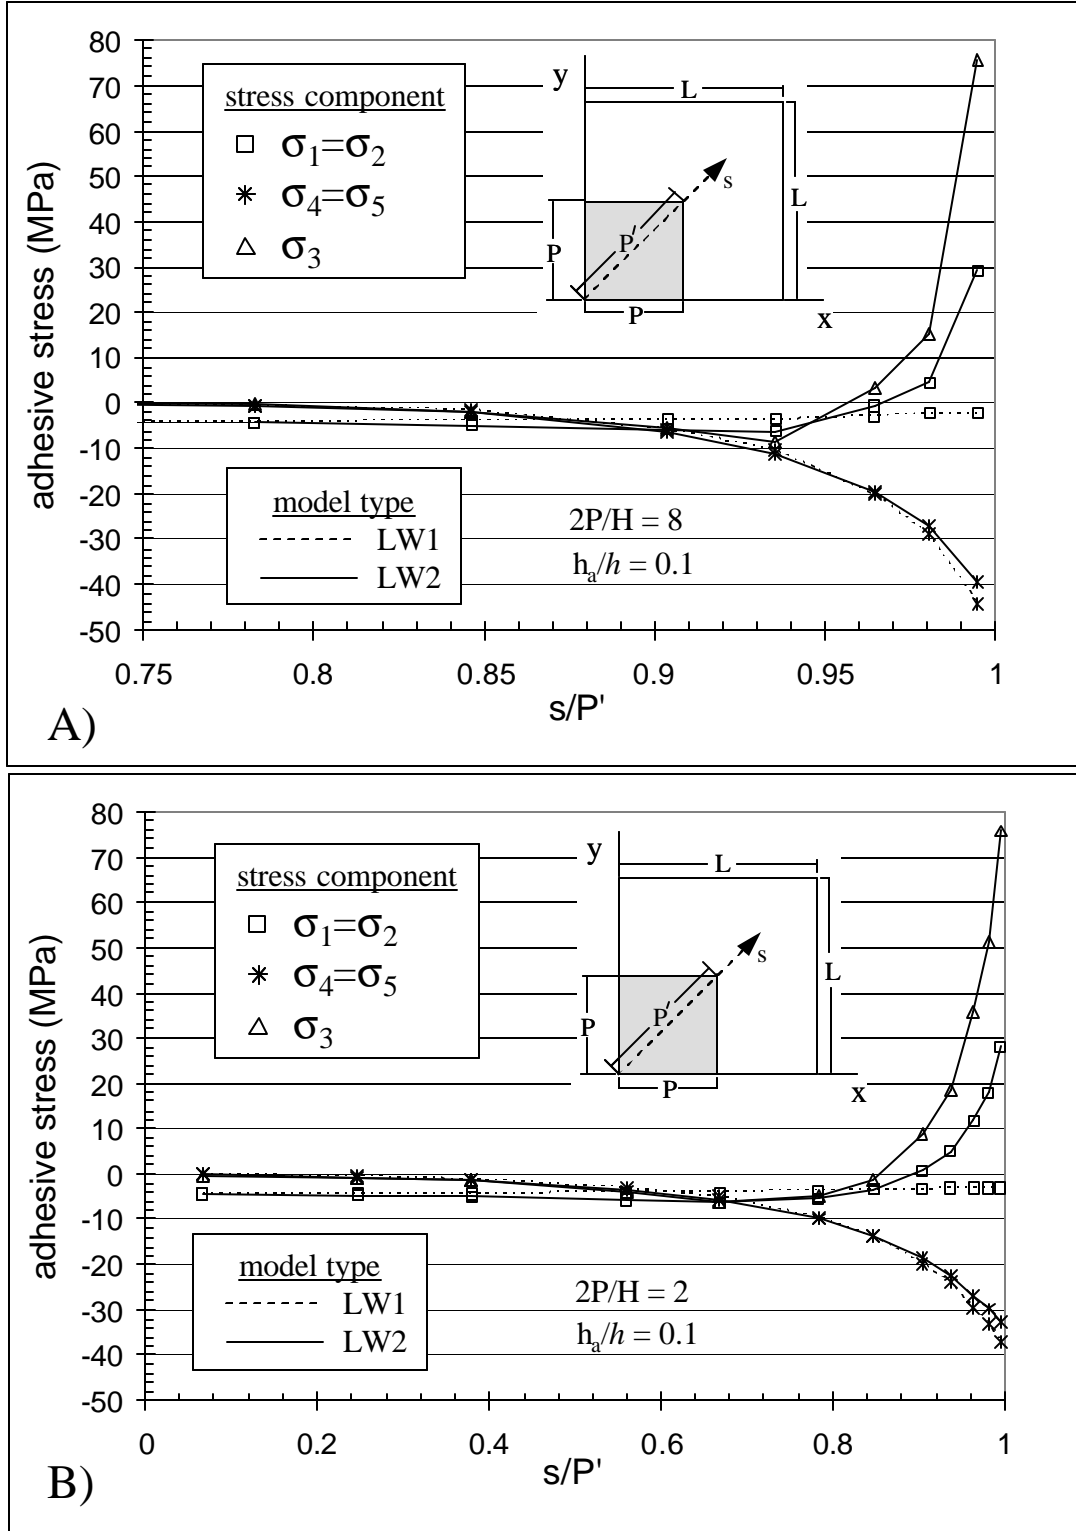 80
70
60
50
40
30
20
10
0
-10
-20
-30
-40
-50
adhesive stress (MPa)
stress component
σ1=σ2
σ4=σ5
σ3
y
L
s
L
P'
P
P
x
model type
LW1
LW2
2P/H = 8
ha/h = 0.1
0.75 0.8 0.85 0.9 0.95 1
s/P'
A)
80
70
60
50
40
30
20
10
0
-10
-20
-30
-40
-50
adhesive stress (MPa)
stress component
σ1=σ2
σ4=σ5
σ3
y
L
s
L
P'
P
P
x
model type
LW1
LW2
2P/H = 2
ha/h = 0.1
0 0.2 0.4 0.6 0.8 1
s/P'
B)